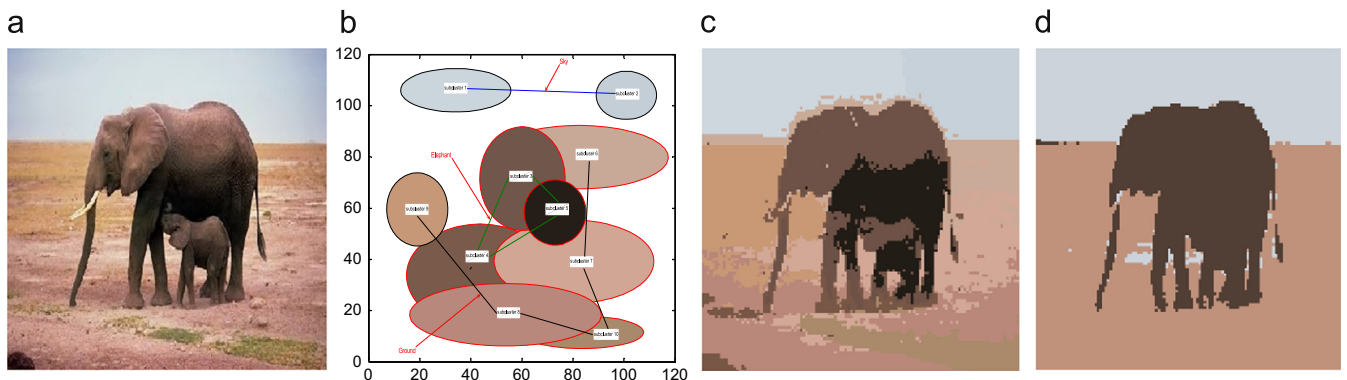 a
b
c
d
120
100
80
60
40
20
0
0
20
40
60
80
100
120
Sky
subcluster 1
subcluster 2
Elephant
subcluster 6
subcluster 3
subcluster 9
subcluster 5
subcluster 4
subcluster 7
subcluster 8
subcluster 10
Ground